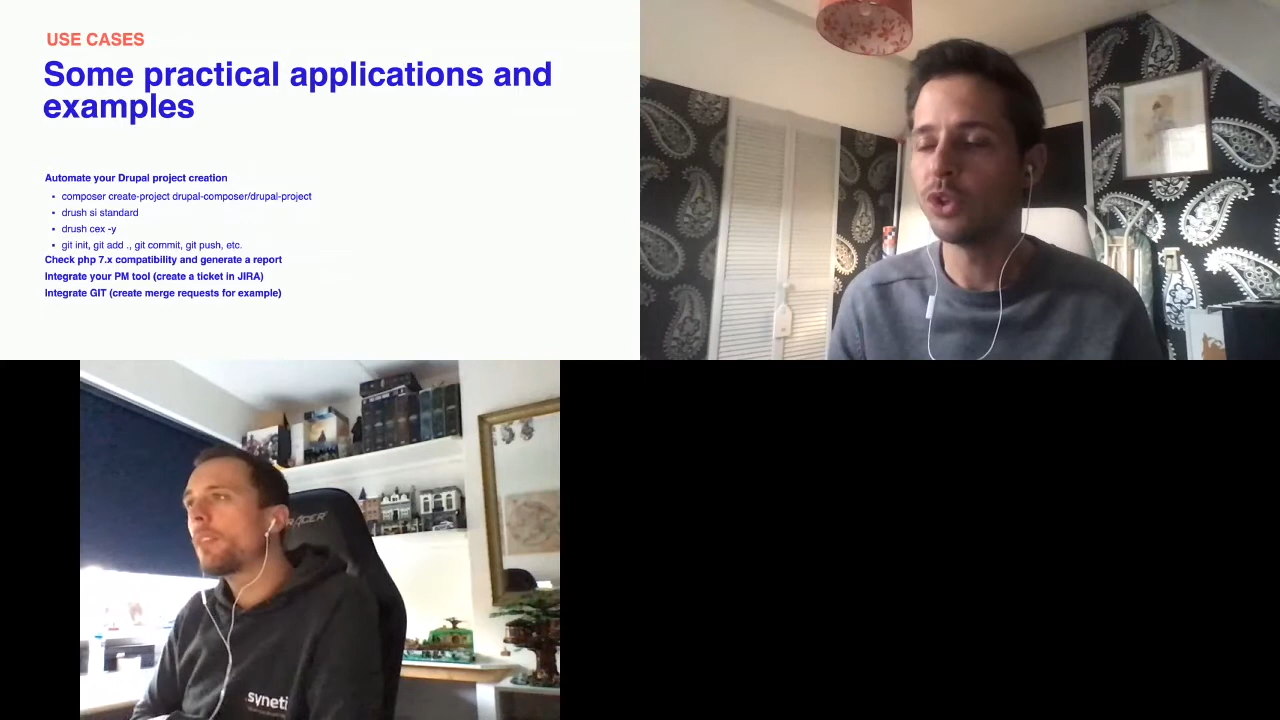 USE CASES
Some practical applications and
examples
Automate your Drupal project creation
▪ composer create-project drupal-composer/drupal-project
▪ drush si standard
▪ drush cex -y
▪ git init, git add ., git commit, git push, etc.
Check php 7.x compatibility and generate a report
Integrate your PM tool (create a ticket in JIRA)
Integrate GIT (create merge requests for example)
RACER
.syneti